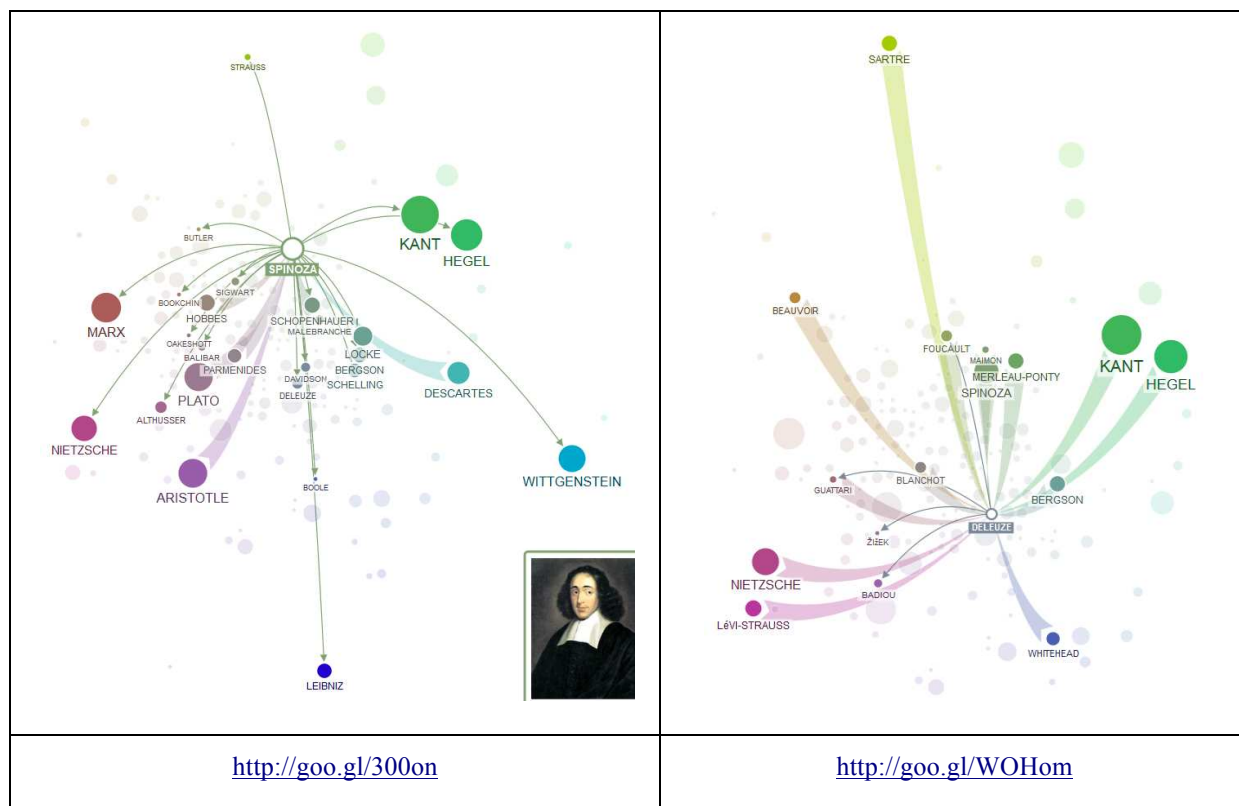 STRAUSS
BUTLER
KANT
HEGEL
SPINOZA
SIGWART
BOOKCHIN
HOBBES
MARX
SCHOPENHAUER
MALEBRANCHE
OAKESHOTT
BALIBAR
LOCKE
PARMENIDES
BERGSON
DAVIDSON
SCHELLING
PLATO
DELEUZE
DESCARTES
ALTHUSSER
NIETZSCHE
ARISTOTLE
BOOLE
WITTGENSTEIN
LEIBNIZ
http://goo.gl/300on
SARTRE
BEAUVOIR
FOUCAULT
MAIMON
KANT
MERLEAU-PONTY
HEGEL
SPINOZA
BLANCHOT
GUATTARI
BERGSON
DELEUZE
ŽIŽEK
NIETZSCHE
BADIOU
LéVI-STRAUSS
WHITEHEAD
http://goo.gl/WOHom